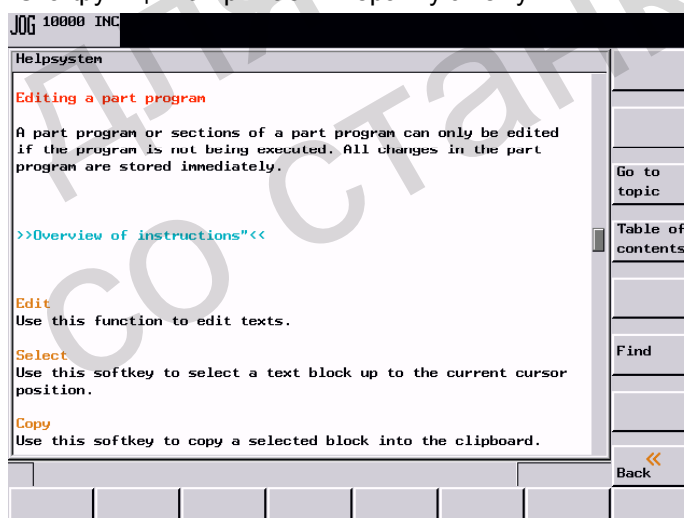 JOG 10000 INC
Helpsystem
Editing a part program
A part program or sections of a part program can only be edited
if the program is not being executed. All changes in the part
program are stored immediately.
>>Overview of instructions"<<
Edit
Use this function to edit texts.
Select
Use this softkey to select a text block up to the current cursor
position.
Copy
Use this softkey to copy a selected block into the clipboard.
Go to
topic
Table of
contents
Find
«
Back
ДЛЯ
СО СТАНК